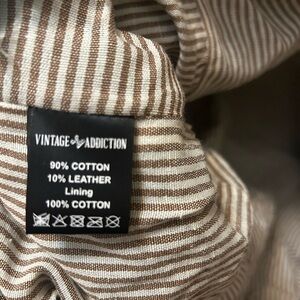 VINTAGE ADDICTION
90% COTTON
10% LEATHER
Lining
100% COTTON